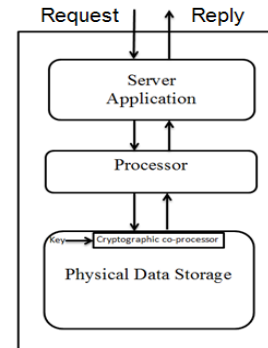 Request Reply
Server
Application
Processor
Key Cryptographic co-processor
Physical Data Storage